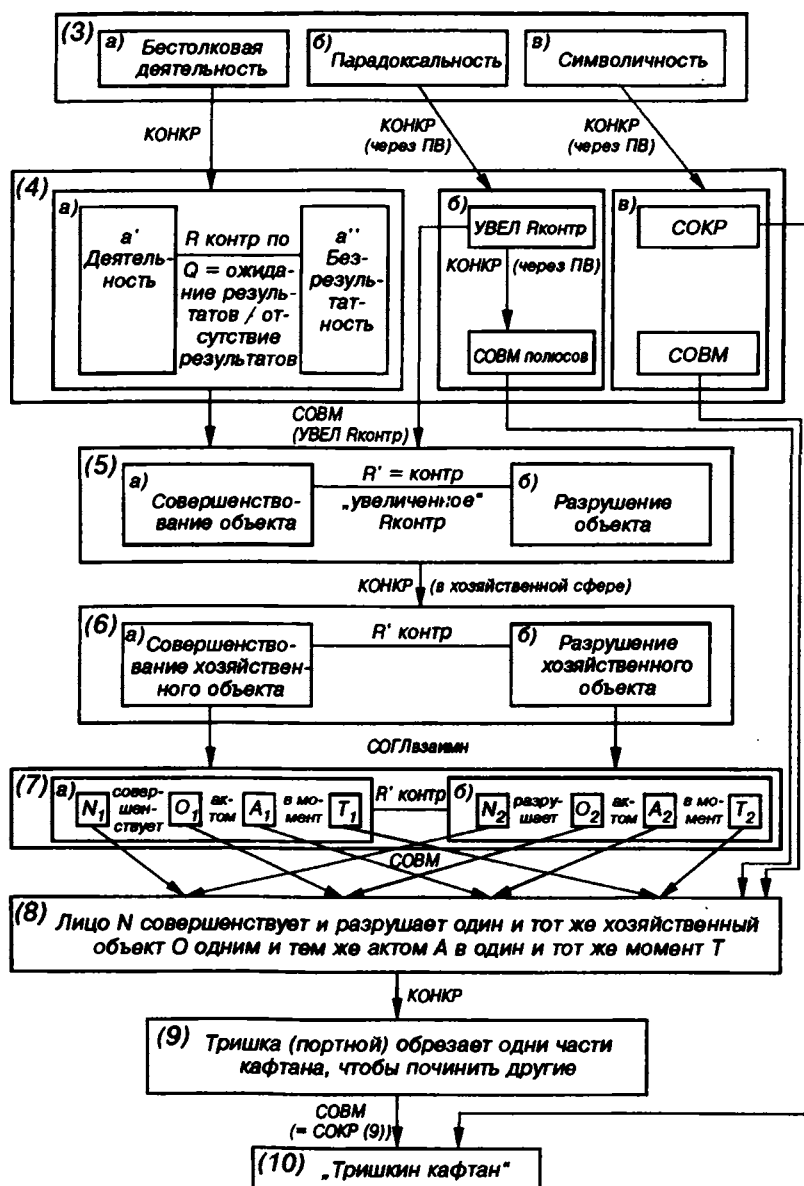 (3)
а) Бестолковая
деятельность
б) Парадоксальность
в) Символичность
КОНКР
КОНКР
(через ПВ)
КОНКР
(через ПВ)
(4)
а)
а'
Деятель-
ность
R контр по
Q = ожида-
ние резуль-
татов / от-
сутствие
результатов
а''
Без-
резуль-
тат-
ность
б)
УВЕЛ Rконтр
КОНКР (через ПВ)
СОВМ полюсов
в)
СОКР
СОВМ
СОВМ
(УВЕЛ Rконтр)
(5)
а)
Совершенство-
вание объекта
R' = контр
„увеличенное“
Rконтр
б)
Разрушение
объекта
КОНКР (в хозяйственной сфере)
(6)
а) Совершенство-
вание хозяйствен-
ного объекта
R' контр
б) Разрушение
хозяйственного
объекта
СОГЛвзаимн
(7)
а)
N1 совер-
шен-
ствует O1 ак-
том A1 в мо-
мент T1
R' контр
б)
N2 разру-
шает O2 ак-
том A2 в мо-
мент T2
СОВМ
(8) Лицо N совершенствует и разрушает один и тот же хозяйственный
объект О одним и тем же актом А в один и тот же момент Т
КОНКР
(9) Тришка (портной) обрезает одни части
кафтана, чтобы починить другие
СОВМ
(= СОКР (9))
(10) „Тришкин кафтан“